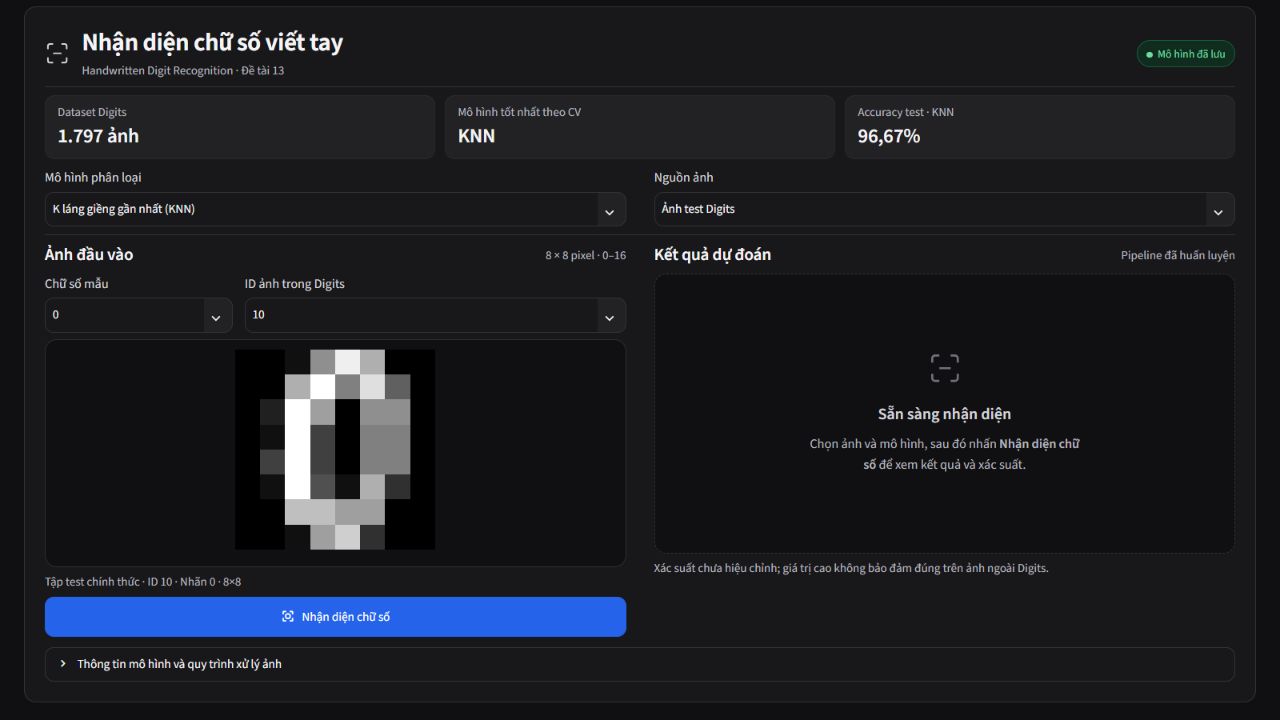 Nhận diện chữ số viết tay
Handwritten Digit Recognition · Đề tài 13
Mô hình đã lưu
Dataset Digits
1.797 ảnh
Mô hình tốt nhất theo CV
KNN
Accuracy test · KNN
96,67%
Mô hình phân loại
K láng giềng gần nhất (KNN)
Nguồn ảnh
Ảnh test Digits
Ảnh đầu vào
8 × 8 pixel · 0–16
Chữ số mẫu
0
ID ảnh trong Digits
10
Tập test chính thức · ID 10 · Nhãn 0 · 8×8
Nhận diện chữ số
Kết quả dự đoán
Pipeline đã huấn luyện
Sẵn sàng nhận diện
Chọn ảnh và mô hình, sau đó nhấn Nhận diện chữ
số để xem kết quả và xác suất.
Xác suất chưa hiệu chỉnh; giá trị cao không bảo đảm đúng trên ảnh ngoài Digits.
Thông tin mô hình và quy trình xử lý ảnh